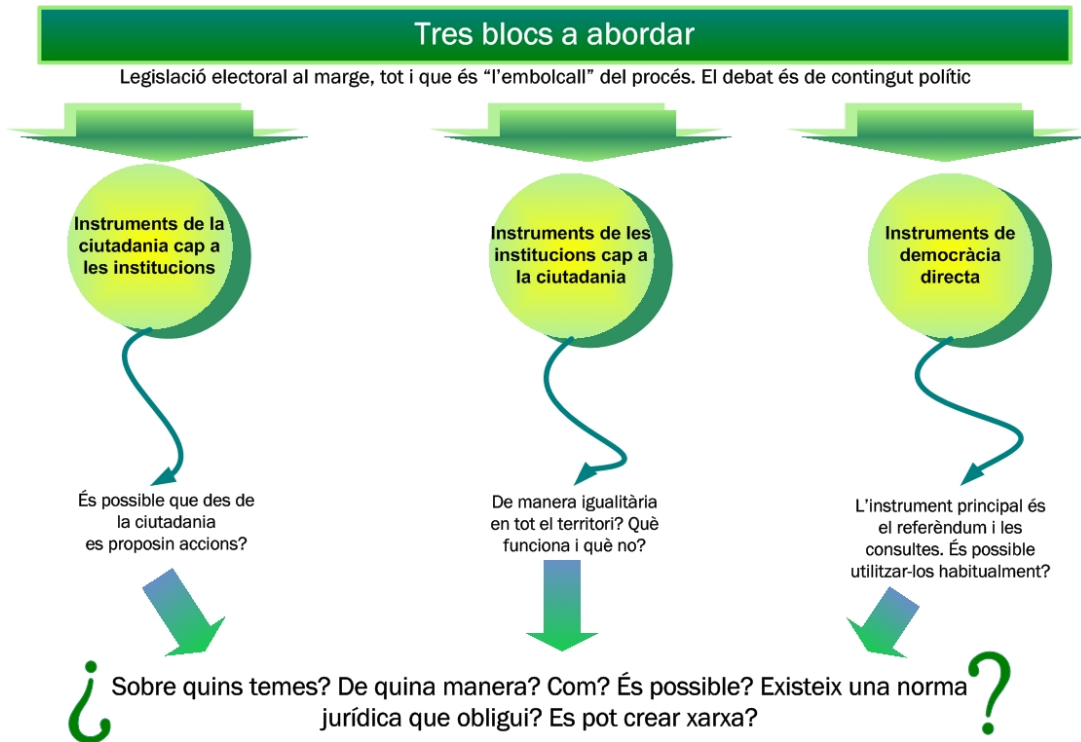 Tres blocs a abordar
Legislació electoral al marge, tot i que és “l’embolcall” del procés. El debat és de contingut polític
Instruments de la
ciutadania cap a
les institucions
Instruments de les
institucions cap a
la ciutadania
Instruments de
democràcia
directa
És possible que des de
la ciutadania
es proposin accions?
De manera igualitària
en tot el territori? Què
funciona i què no?
L’instrument principal és
el referèndum i les
consultes. És possible
utilitzar-los habitualment?
¿ Sobre quins temes? De quina manera? Com? És possible? Existeix una norma ?
jurídica que obligui? Es pot crear xarxa?